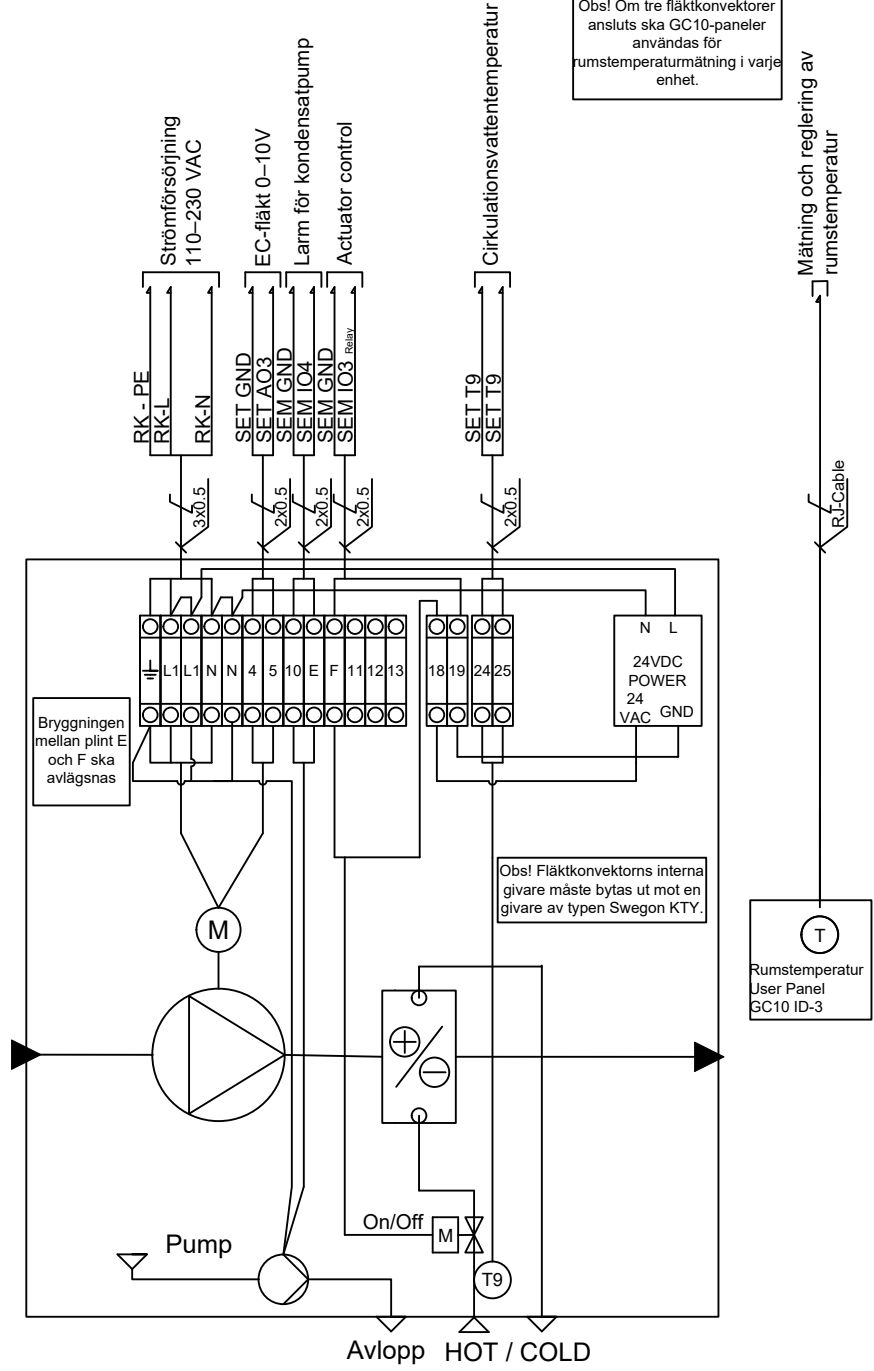 Obs! Om tre fläktkonvektorer
ansluts ska GC10-paneler
användas för
rumstemperaturmätning i varje
enhet.
Strömförsörjning
110–230 VAC
EC-fläkt 0–10V
Larm för kondensatpump
Actuator control
Cirkulationsvattentemperatur
Mätning och reglering av
rumstemperatur
RK - PE
RK-L
RK-N
SET GND
SET AO3
SEM GND
SEM IO4
SEM GND
SEM IO3 Relay
SET T9
SET T9
3x0.5
2x0.5
2x0.5
2x0.5
2x0.5
RJ-Cable
L1 L1 N N 4 5 10 E F 11 12 13
18 19
24 25
N L
24VDC
POWER
24
VAC GND
Bryggningen
mellan plint E
och F ska
avlägsnas
Obs! Fläktkonvektorns interna
givare måste bytas ut mot en
givare av typen Swegon KTY.
M
T
Rumstemperatur
User Panel
GC10 ID-3
On/Off
M
Pump
T9
Avlopp
HOT / COLD